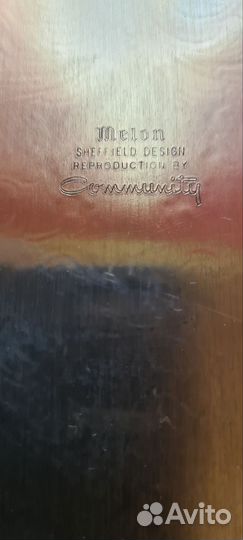 Melon
SHEFFIELD DESIGN
REPRODUCTION BY
Community
Avito